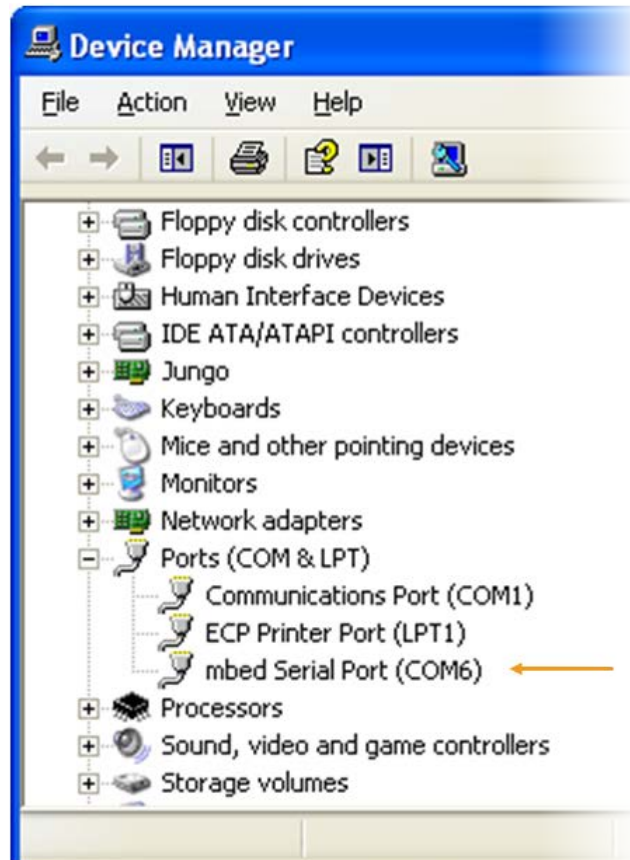 Device Manager
File Action View Help
Floppy disk controllers
Floppy disk drives
Human Interface Devices
IDE ATA/ATAPI controllers
Jungo
Keyboards
Mice and other pointing devices
Monitors
Network adapters
Ports (COM & LPT)
Communications Port (COM1)
ECP Printer Port (LPT1)
mbed Serial Port (COM6)
Processors
Sound, video and game controllers
Storage volumes